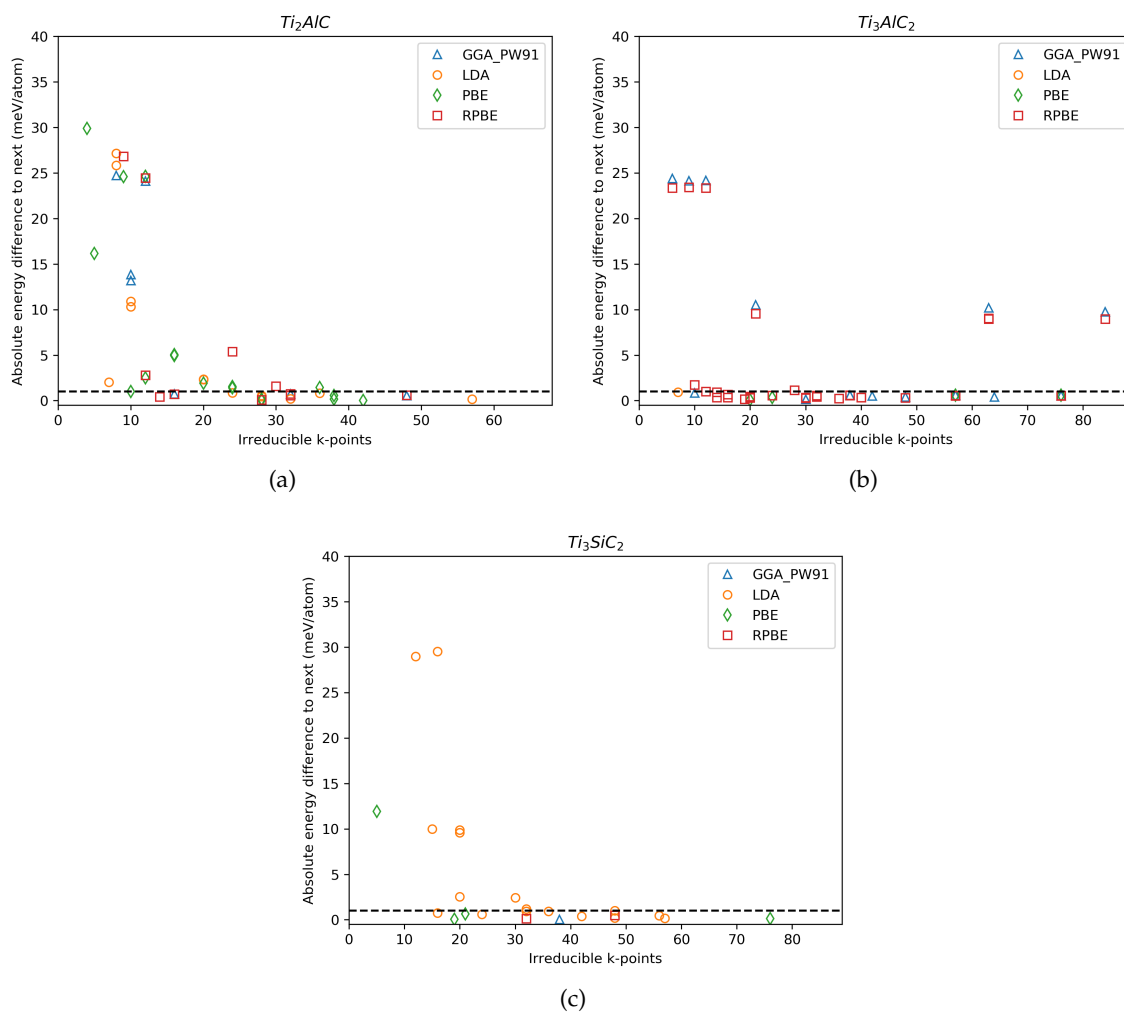 Ti₂AlC
Absolute energy difference to next (meV/atom)
40
35
30
25
20
15
10
5
0
GGA_PW91
LDA
PBE
RPBE
0 10 20 30 40 50 60
Irreducible k-points
(a)
Ti₃AlC₂
Absolute energy difference to next (meV/atom)
40
35
30
25
20
15
10
5
0
GGA_PW91
LDA
PBE
RPBE
0 10 20 30 40 50 60 70 80
Irreducible k-points
(b)
Ti₃SiC₂
Absolute energy difference to next (meV/atom)
40
35
30
25
20
15
10
5
0
GGA_PW91
LDA
PBE
RPBE
0 10 20 30 40 50 60 70 80
Irreducible k-points
(c)